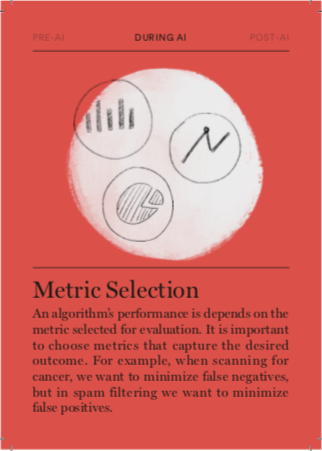 PRE-AI DURING AI POST-AI
Metric Selection
An algorithm's performance is depends on the
metric selected for evaluation. It is important
to choose metrics that capture the desired
outcome. For example, when scanning for
cancer, we want to minimize false negatives,
but in spam filtering we want to minimize
false positives.